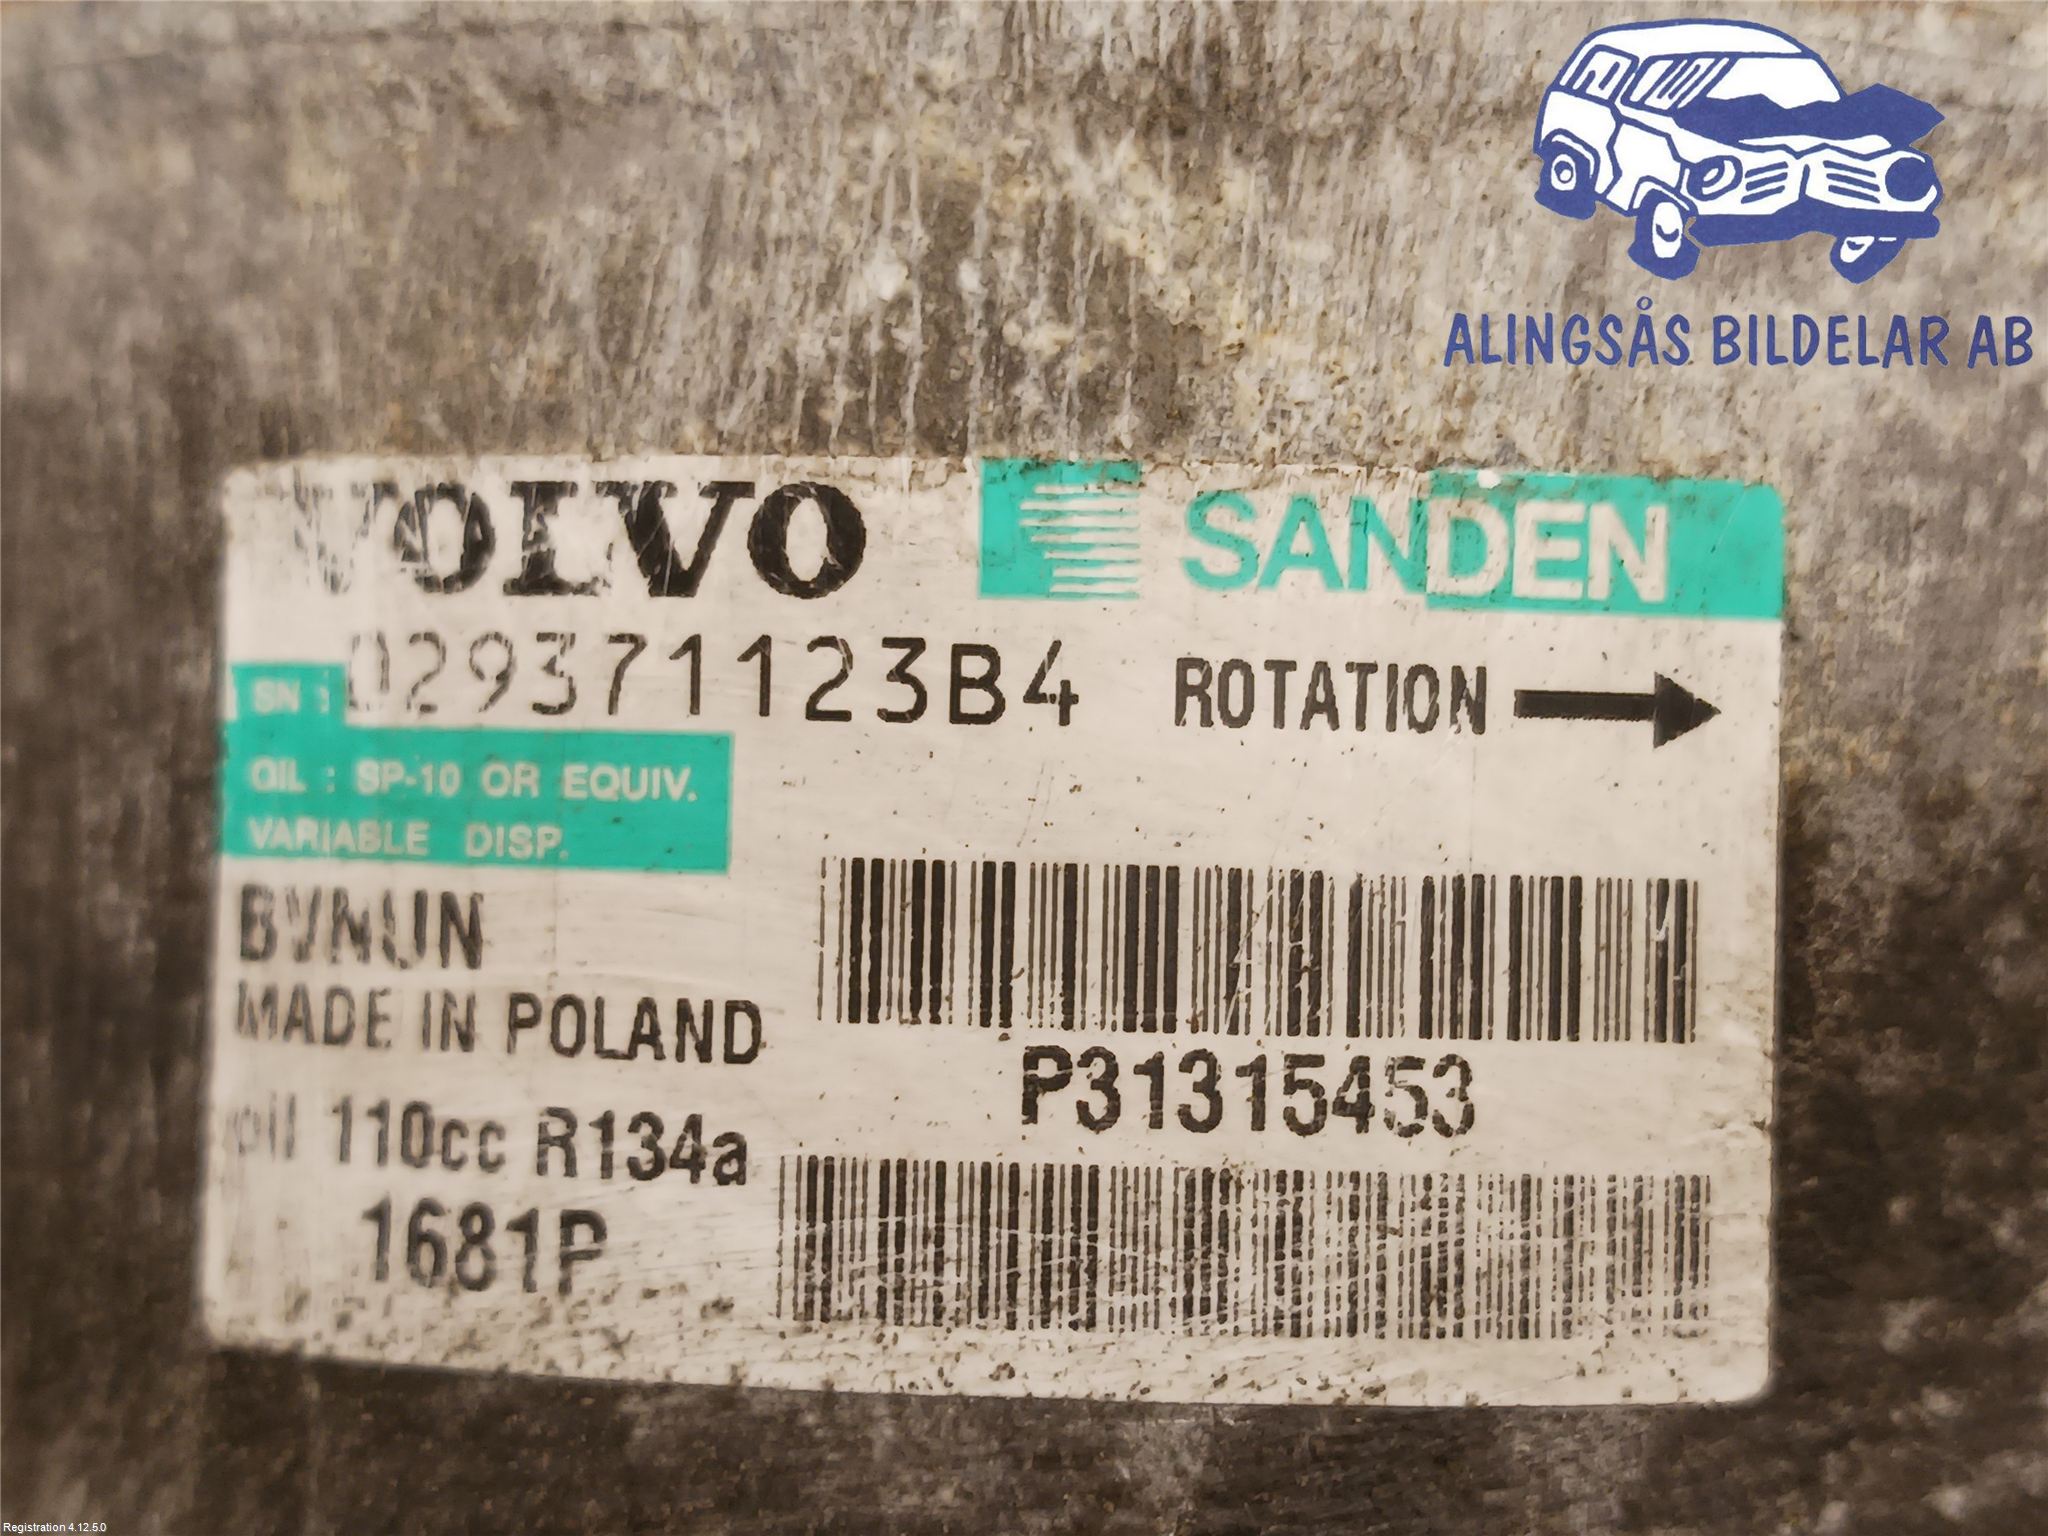 ALINGSÅS BILDELAR AB
VOLVO SANDEN
SN : 029371123B4 ROTATION
OIL : SP-10 OR EQUIV.
VARIABLE DISP.
BVNUN
MADE IN POLAND
P31315453
oil 110cc R134a
1681P
Registration 4.12.5.0